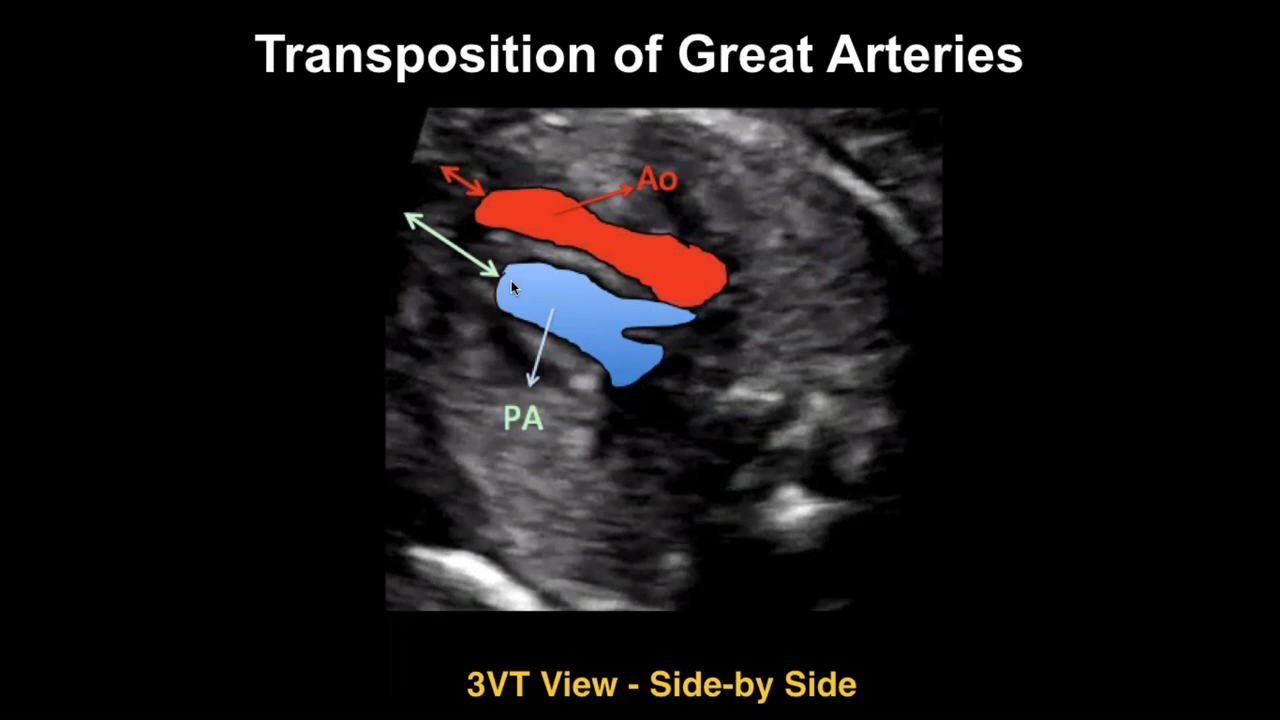 Transposition of Great Arteries
Ao
PA
3VT View - Side-by Side